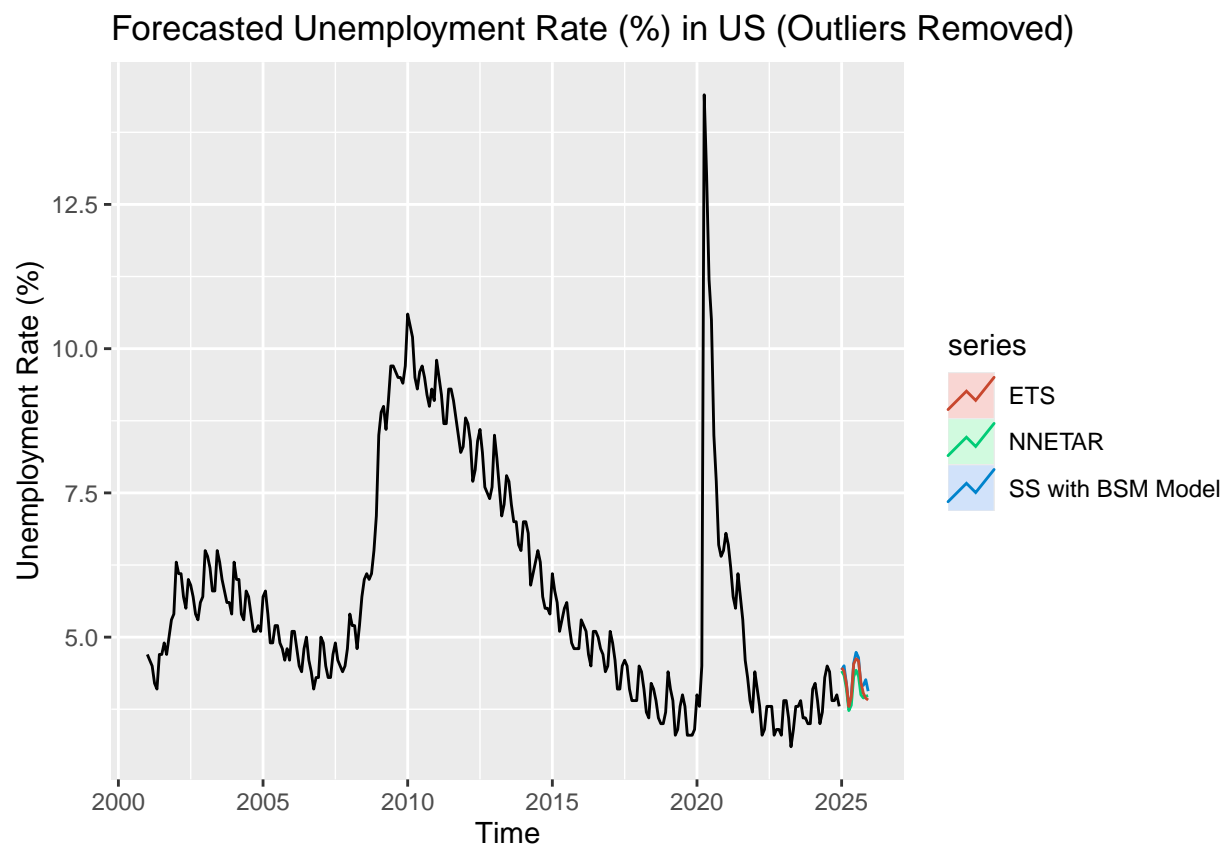 Forecasted Unemployment Rate (%) in US (Outliers Removed)
Unemployment Rate (%)
12.5
10.0
7.5
5.0
2000
2005
2010
2015
2020
2025
Time
series
ETS
NNETAR
SS with BSM Model